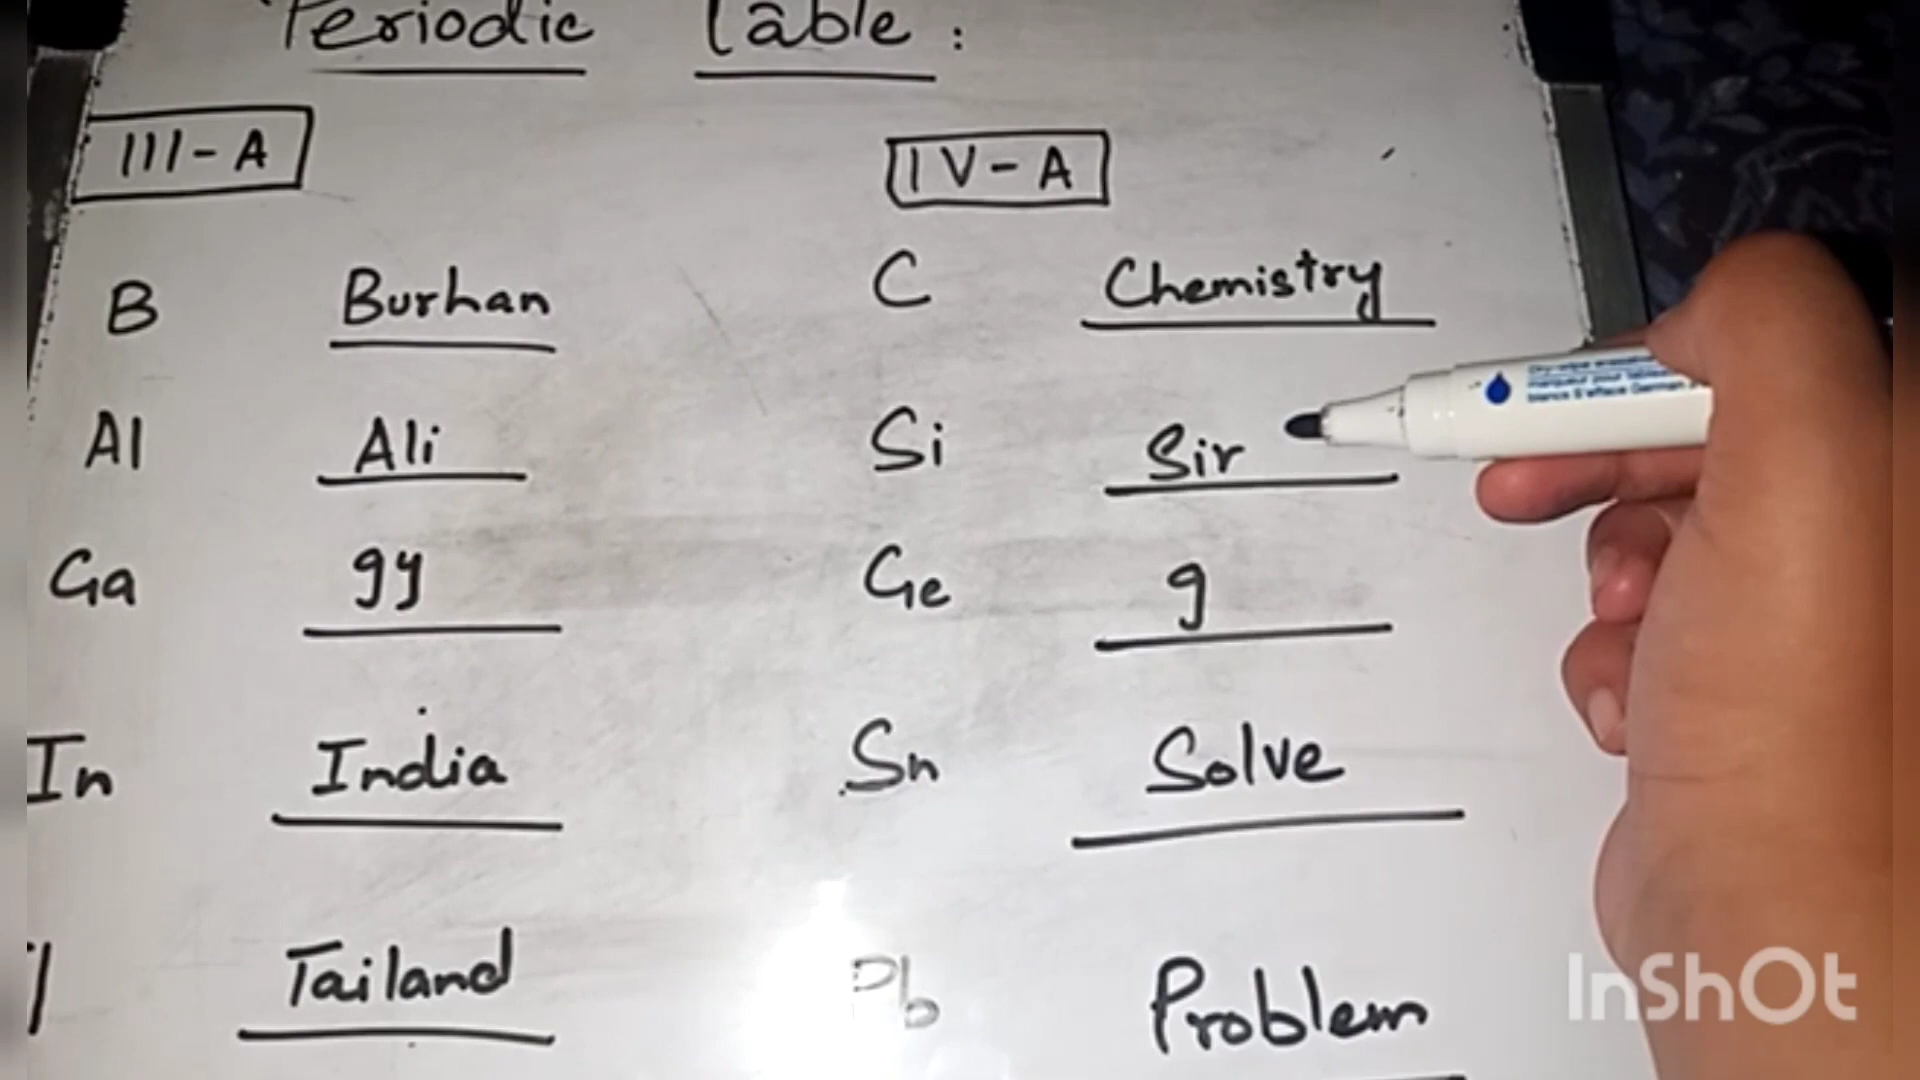 Periodic Table :
III-A IV-A
B Burhan C Chemistry
Al Ali Si Sir
Ga gy Ge g
In India Sn Solve
Tl Tailand Pb Problem
InShOt